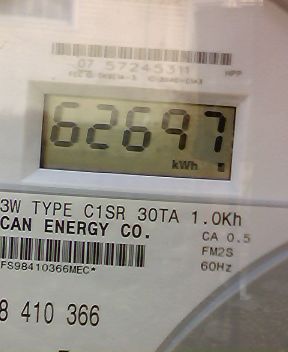 07 57245311 HPP
62697
kWh
3W TYPE C1SR 30TA 1.0Kh
CAN ENERGY CO.
CA 0.5
FM2S
60Hz
FS98410366MEC*
8 410 366